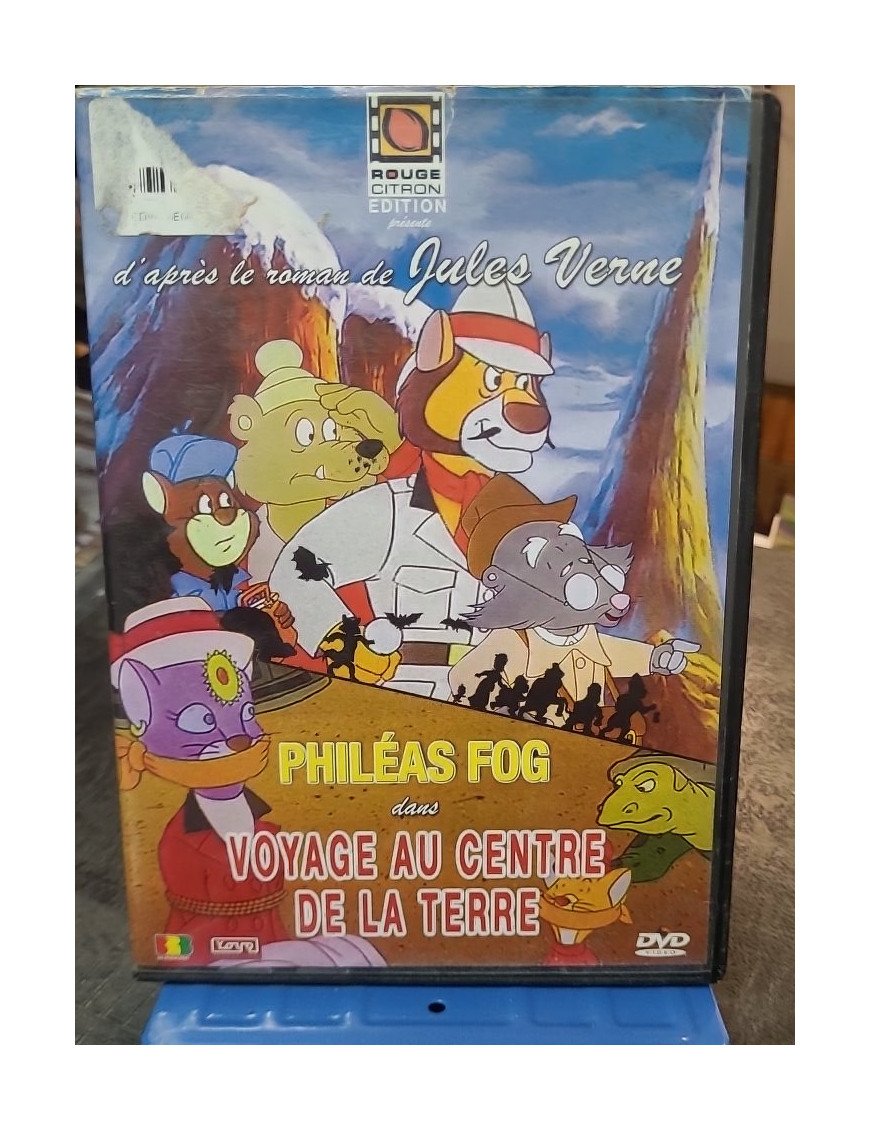 ROUGE
CITRON
EDITION
présente
d'après le roman de Jules Verne
PHILÉAS FOG
dans
VOYAGE AU CENTRE
DE LA TERRE
DVD
VIDEO